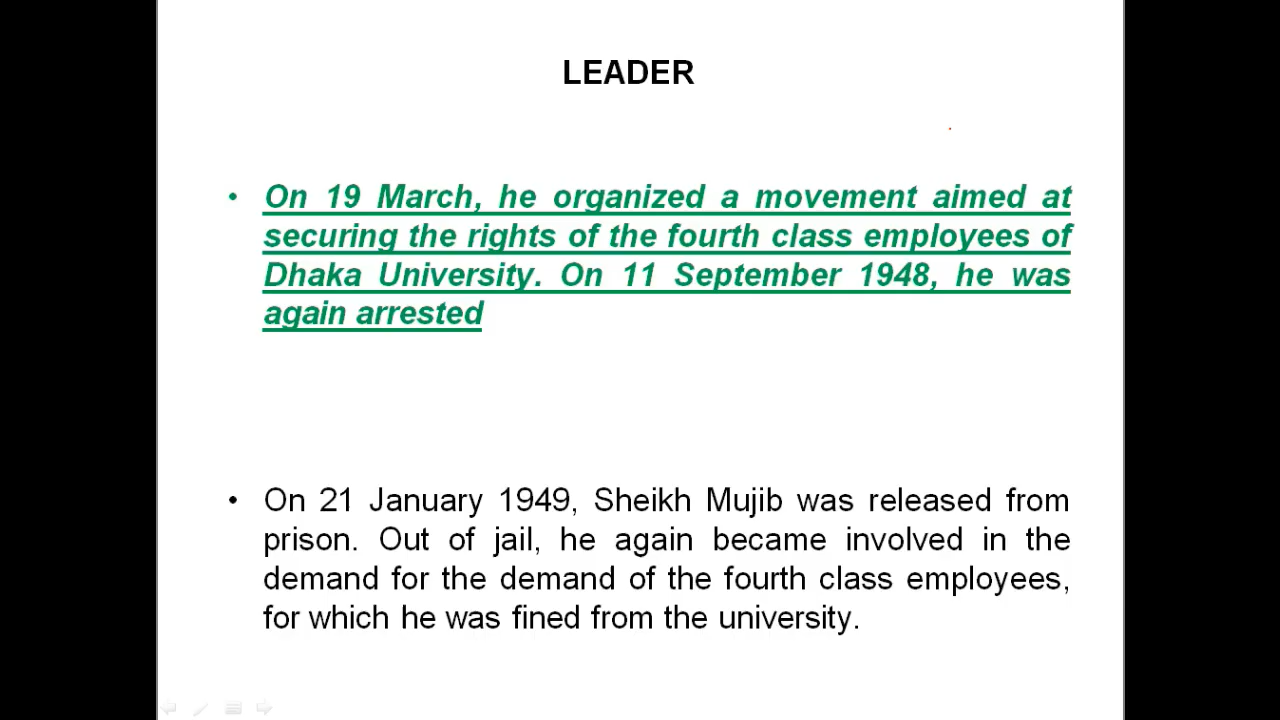 LEADER
• On 19 March, he organized a movement aimed at
securing the rights of the fourth class employees of
Dhaka University. On 11 September 1948, he was
again arrested
• On 21 January 1949, Sheikh Mujib was released from
prison. Out of jail, he again became involved in the
demand for the demand of the fourth class employees,
for which he was fined from the university.